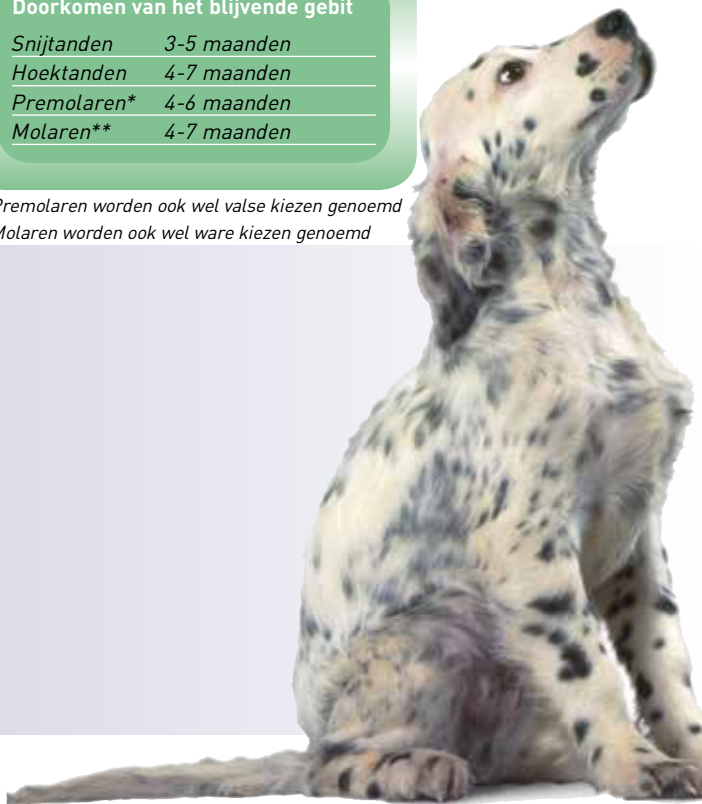 Doorkomen van het blijvende gebit
Snijtanden 3-5 maanden
Hoektanden 4-7 maanden
Premolaren* 4-6 maanden
Molaren** 4-7 maanden
Premolaren worden ook wel valse kiezen genoemd
Molaren worden ook wel ware kiezen genoemd